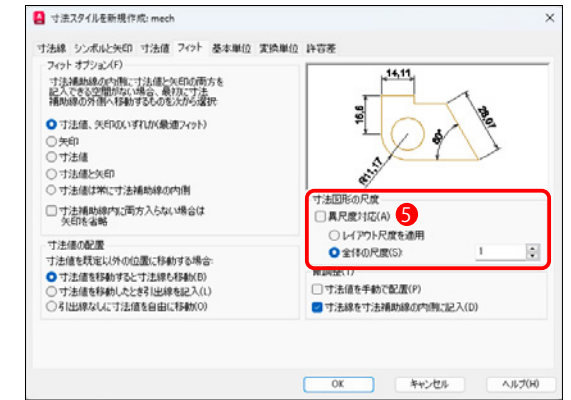 寸法スタイルを新規作成: mech
寸法線 シンボルと矢印 寸法値 フィット 基本単位 変換単位 許容差
フィット オプション(F)
寸法補助線の内側に寸法値と矢印の両方を
記入できる空間がない場合、最初に寸法
補助線の外側へ移動するものを次から選択:
寸法値、矢印のいずれか(最適フィット)
矢印
寸法値
寸法値と矢印
寸法値は常に寸法補助線の内側
寸法補助線内に両方入らない場合は
矢印を省略
寸法値の配置
寸法値を既定以外の位置に移動する場合:
寸法値を移動すると寸法線も移動(B)
寸法値を移動したとき引出線を記入(L)
引出線なしに寸法値を自由に移動(O)
14,11
16,6
28,07
R11,17
寸法図形の尺度
異尺度対応(A)
5
レイアウト尺度を適用
全体の尺度(S):
1
微調整(T)
寸法値を手動で配置(P)
寸法線を寸法補助線の内側に記入(D)
OK キャンセル ヘルプ(H)